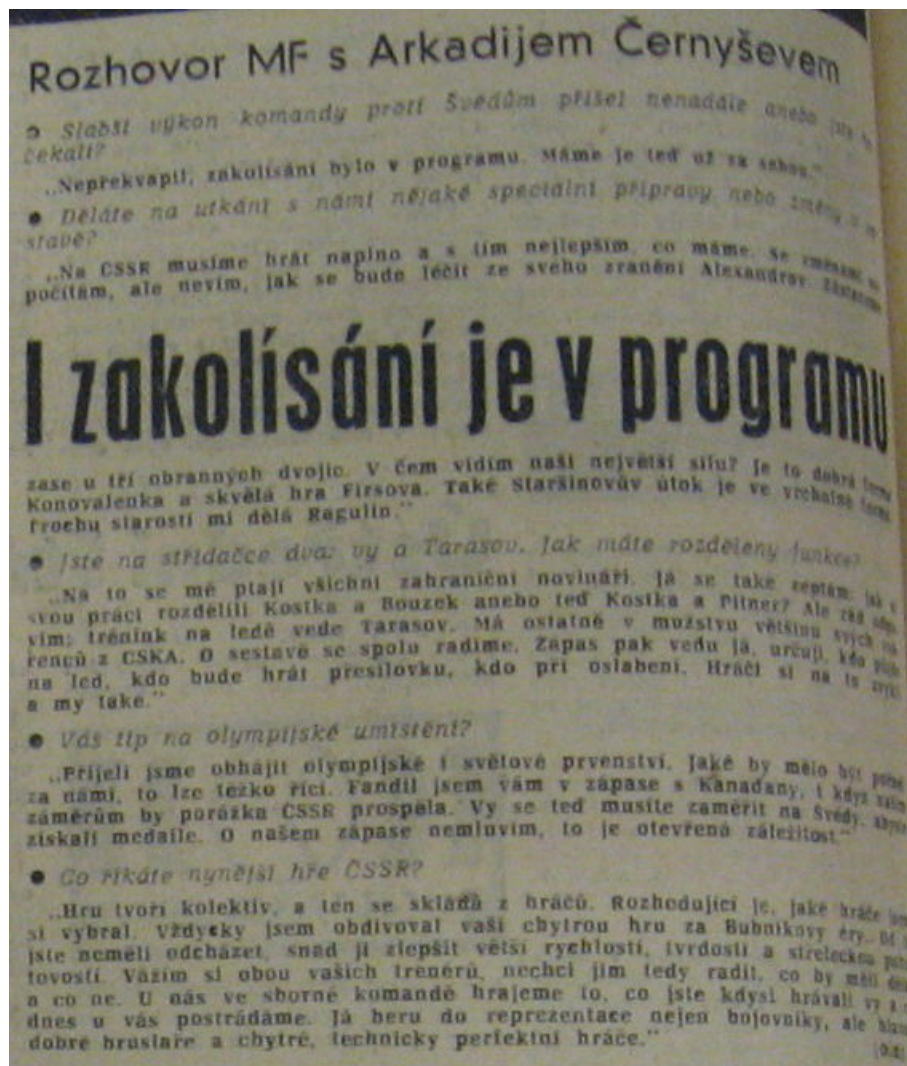 Rozhovor MF s Arkadijem Černyševem
● Slabší výkon komandy proti Švédům přišel nenadále anebo jste
čekali?
„Nepřekvapil, zakolísání bylo v programu. Máme je teď už za sebou.“
● Děláte na utkání s námi nějaké speciální přípravy nebo změny v
stavě?
„Na ČSSR musíme hrát naplno a s tím nejlepším, co máme. Se změnami
počítám, ale nevím, jak se bude léčit ze svého zranění Alexandrov.
I zakolísání je v programu
zase u tří obranných dvojic. V čem vidím naši největší sílu? Je to dobrá forma
Konovalenka a skvělá hra Firsova. Také Staršinovův útok je ve vrcholné formě.
Trochu starostí mi dělá Ragulin.“
● Jste na střídačce dva: vy a Tarasov. Jak máte rozděleny funkce?
„Na to se mě ptají všichni zahraniční novináři. Já se také zeptám: jak
svou práci rozdělili Kostka a Bouzek anebo teď Kostka a Pitner? Ale rád
vím: trénink na ledě vede Tarasov. Má ostatně v mužstvu většinu svých
řenců z CSKA. O sestavě se spolu radíme. Zápas pak vedu já, určuji, kdo půjde
na led, kdo bude hrát přesilovku, kdo při oslabení. Hráči si na to zvykli
a my také.“
● Váš tip na olympijské umístění?
„Přijeli jsme obhájit olympijské i světové prvenství. Jaké by mělo být pořadí
za námi, to lze těžko říci. Fandil jsem vám v zápase s Kanaďany, i když
záměrům by porážka ČSSR prospěla. Vy se teď musíte zaměřit na Švédy, abyste
získali medaile. O našem zápase nemluvím, to je otevřená záležitost.“
● Co říkáte nynější hře ČSSR?
„Hru tvoří kolektiv, a ten se skládá z hráčů. Rozhodující je, jaké hráče
si vybral. Vždycky jsem obdivoval vaši chytrou hru za Bubníkovy éry. Od
jste neměli odcházet, snad ji zlepšit větší rychlostí, tvrdostí a střeleckou
tovostí. Vážím si obou vašich trenérů, nechci jim tedy radit, co by měli
a co ne. U nás ve sborné komandě hrajeme to, co jste kdysi hrávali vy a
dnes u vás postrádáme. Já beru do reprezentace nejen bojovníky, ale
dobré bruslaře a chytré, technicky perfektní hráče.“